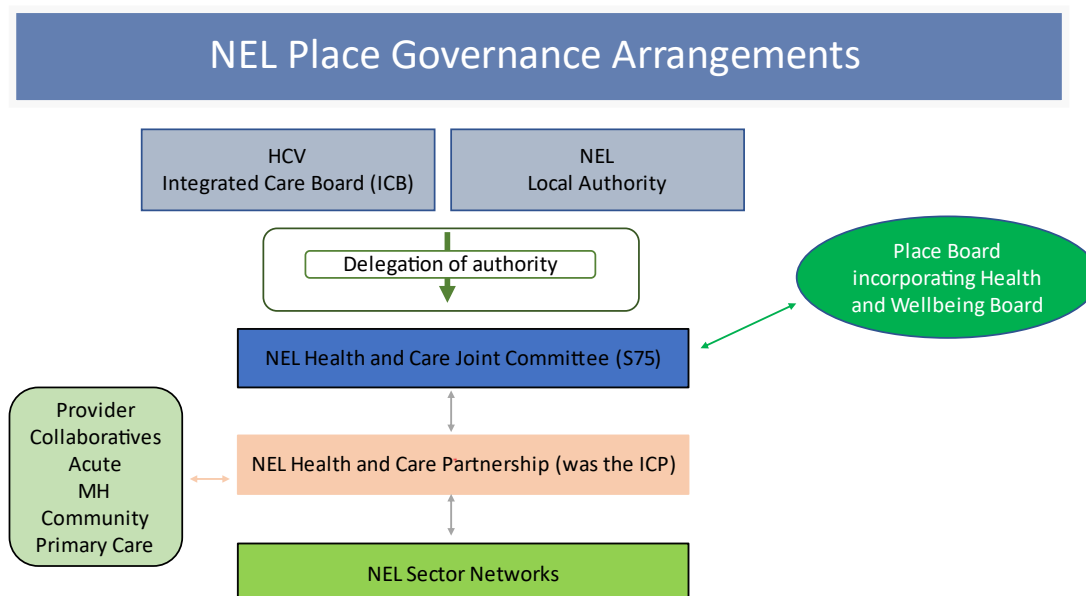 NEL Place Governance Arrangements
HCV
Integrated Care Board (ICB)
NEL
Local Authority
Delegation of authority
Place Board
incorporating Health
and Wellbeing Board
NEL Health and Care Joint Committee (S75)
Provider
Collaboratives
Acute
MH
Community
Primary Care
NEL Health and Care Partnership (was the ICP)
NEL Sector Networks